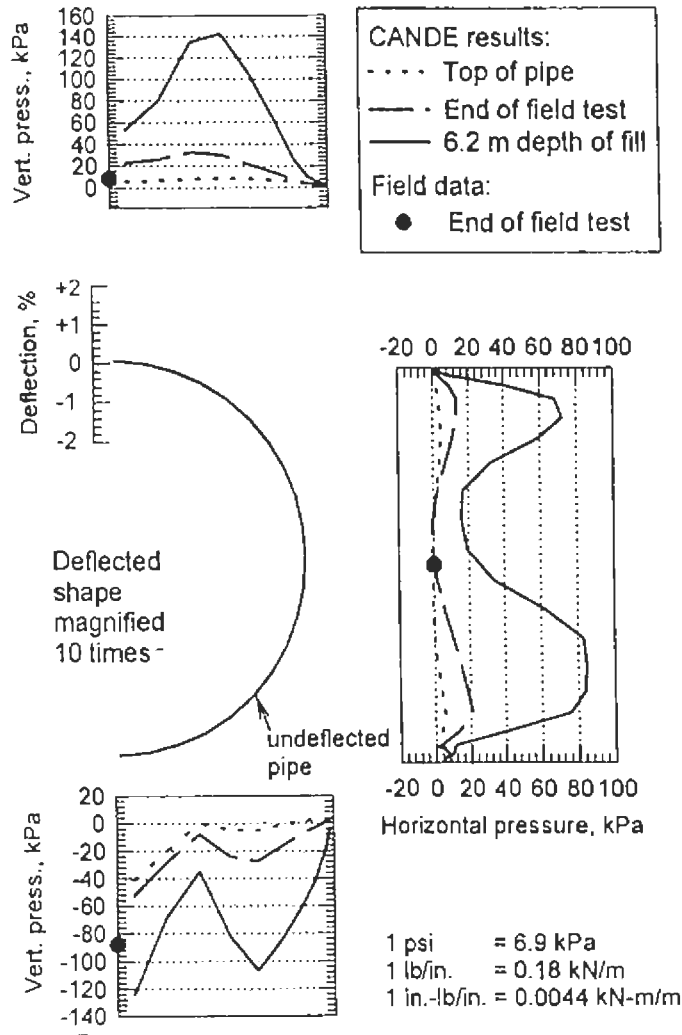 160
140
120
100
80
60
40
20
0
Vert. press., kPa
CANDE results:
Top of pipe
End of field test
6.2 m depth of fill
Field data:
End of field test
+2
+1
0
-1
-2
Deflection, %
Deflected
shape
magnified
10 times
undeflected
pipe
-20 0 20 40 60 80 100
-20 0 20 40 60 80 100
Horizontal pressure, kPa
20
0
-20
-40
-60
-80
-100
-120
-140
Vert. press., kPa
1 psi = 6.9 kPa
1 lb/in. = 0.18 kN/m
1 in.-lb/in. = 0.0044 kN-m/m